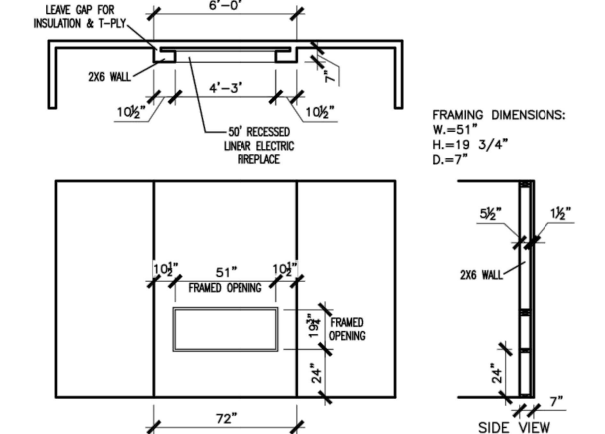 6'-0'
LEAVE GAP FOR
INSULATION & T-PLY
2X6 WALL
7"
4'-3'
10½"
10½"
50' RECESSED
LINEAR ELECTRIC
FIREPLACE
FRAMING DIMENSIONS:
W.=51"
H.=19 3/4"
D.=7"
5½"
1½"
2X6 WALL
10½"
51"
10½"
FRAMED OPENING
19¾"
FRAMED
OPENING
24"
24"
72"
7"
SIDE VIEW